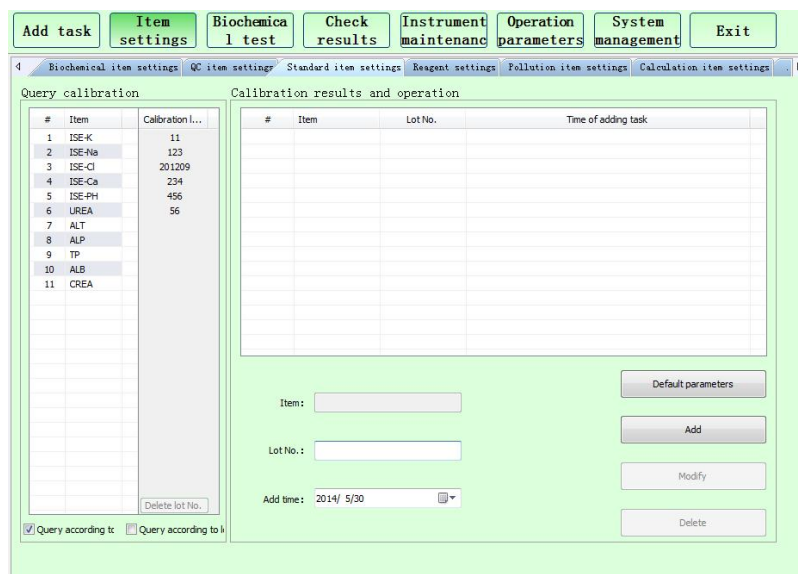 Add task
Item settings
Biochemica l test
Check results
Instrument maintenanc
Operation parameters
System management
Exit
Biochemical item settings QC item settings Standard item settings Reagent settings Pollution item settings Calculation item settings
Query calibration
# Item Calibration l...
1 ISE-K 11
2 ISE-Na 123
3 ISE-Cl 201209
4 ISE-Ca 234
5 ISE-PH 456
6 UREA 56
7 ALT
8 ALP
9 TP
10 ALB
11 CREA
Delete lot No.
Query according tc Query according to l
Calibration results and operation
# Item Lot No. Time of adding task
Item:
Lot No.:
Add time: 2014/ 5/30
Default parameters
Add
Modify
Delete